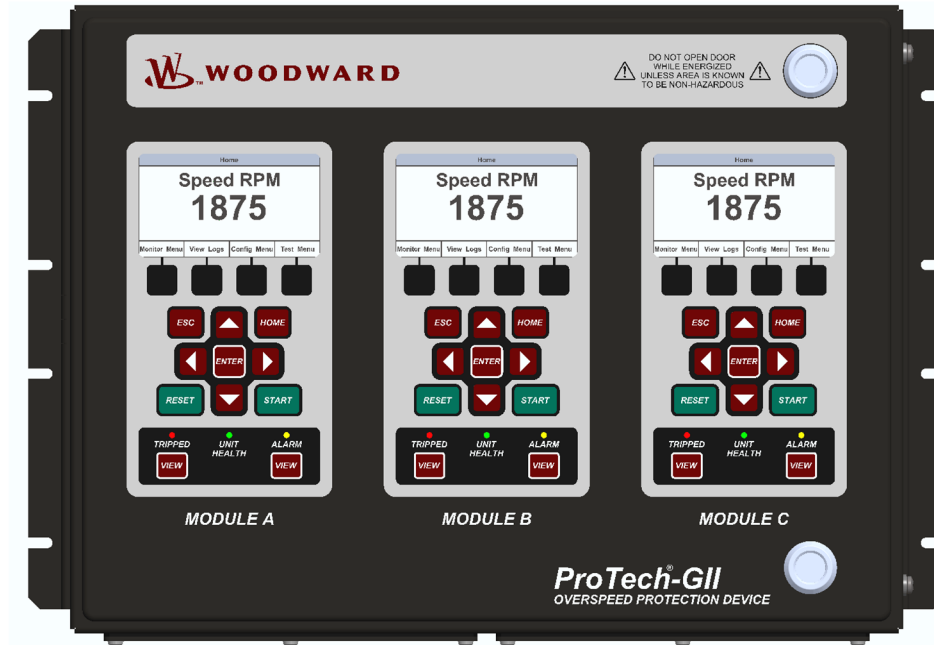 WOODWARD
™
DO NOT OPEN DOOR
WHILE ENERGIZED
UNLESS AREA IS KNOWN
TO BE NON-HAZARDOUS
Home
Speed RPM
1875
Monitor Menu View Logs Config Menu Test Menu
ESC HOME
ENTER
RESET START
TRIPPED UNIT HEALTH ALARM
VIEW VIEW
MODULE A
Home
Speed RPM
1875
Monitor Menu View Logs Config Menu Test Menu
ESC HOME
ENTER
RESET START
TRIPPED UNIT HEALTH ALARM
VIEW VIEW
MODULE B
Home
Speed RPM
1875
Monitor Menu View Logs Config Menu Test Menu
ESC HOME
ENTER
RESET START
TRIPPED UNIT HEALTH ALARM
VIEW VIEW
MODULE C
ProTech®-GII
OVERSPEED PROTECTION DEVICE